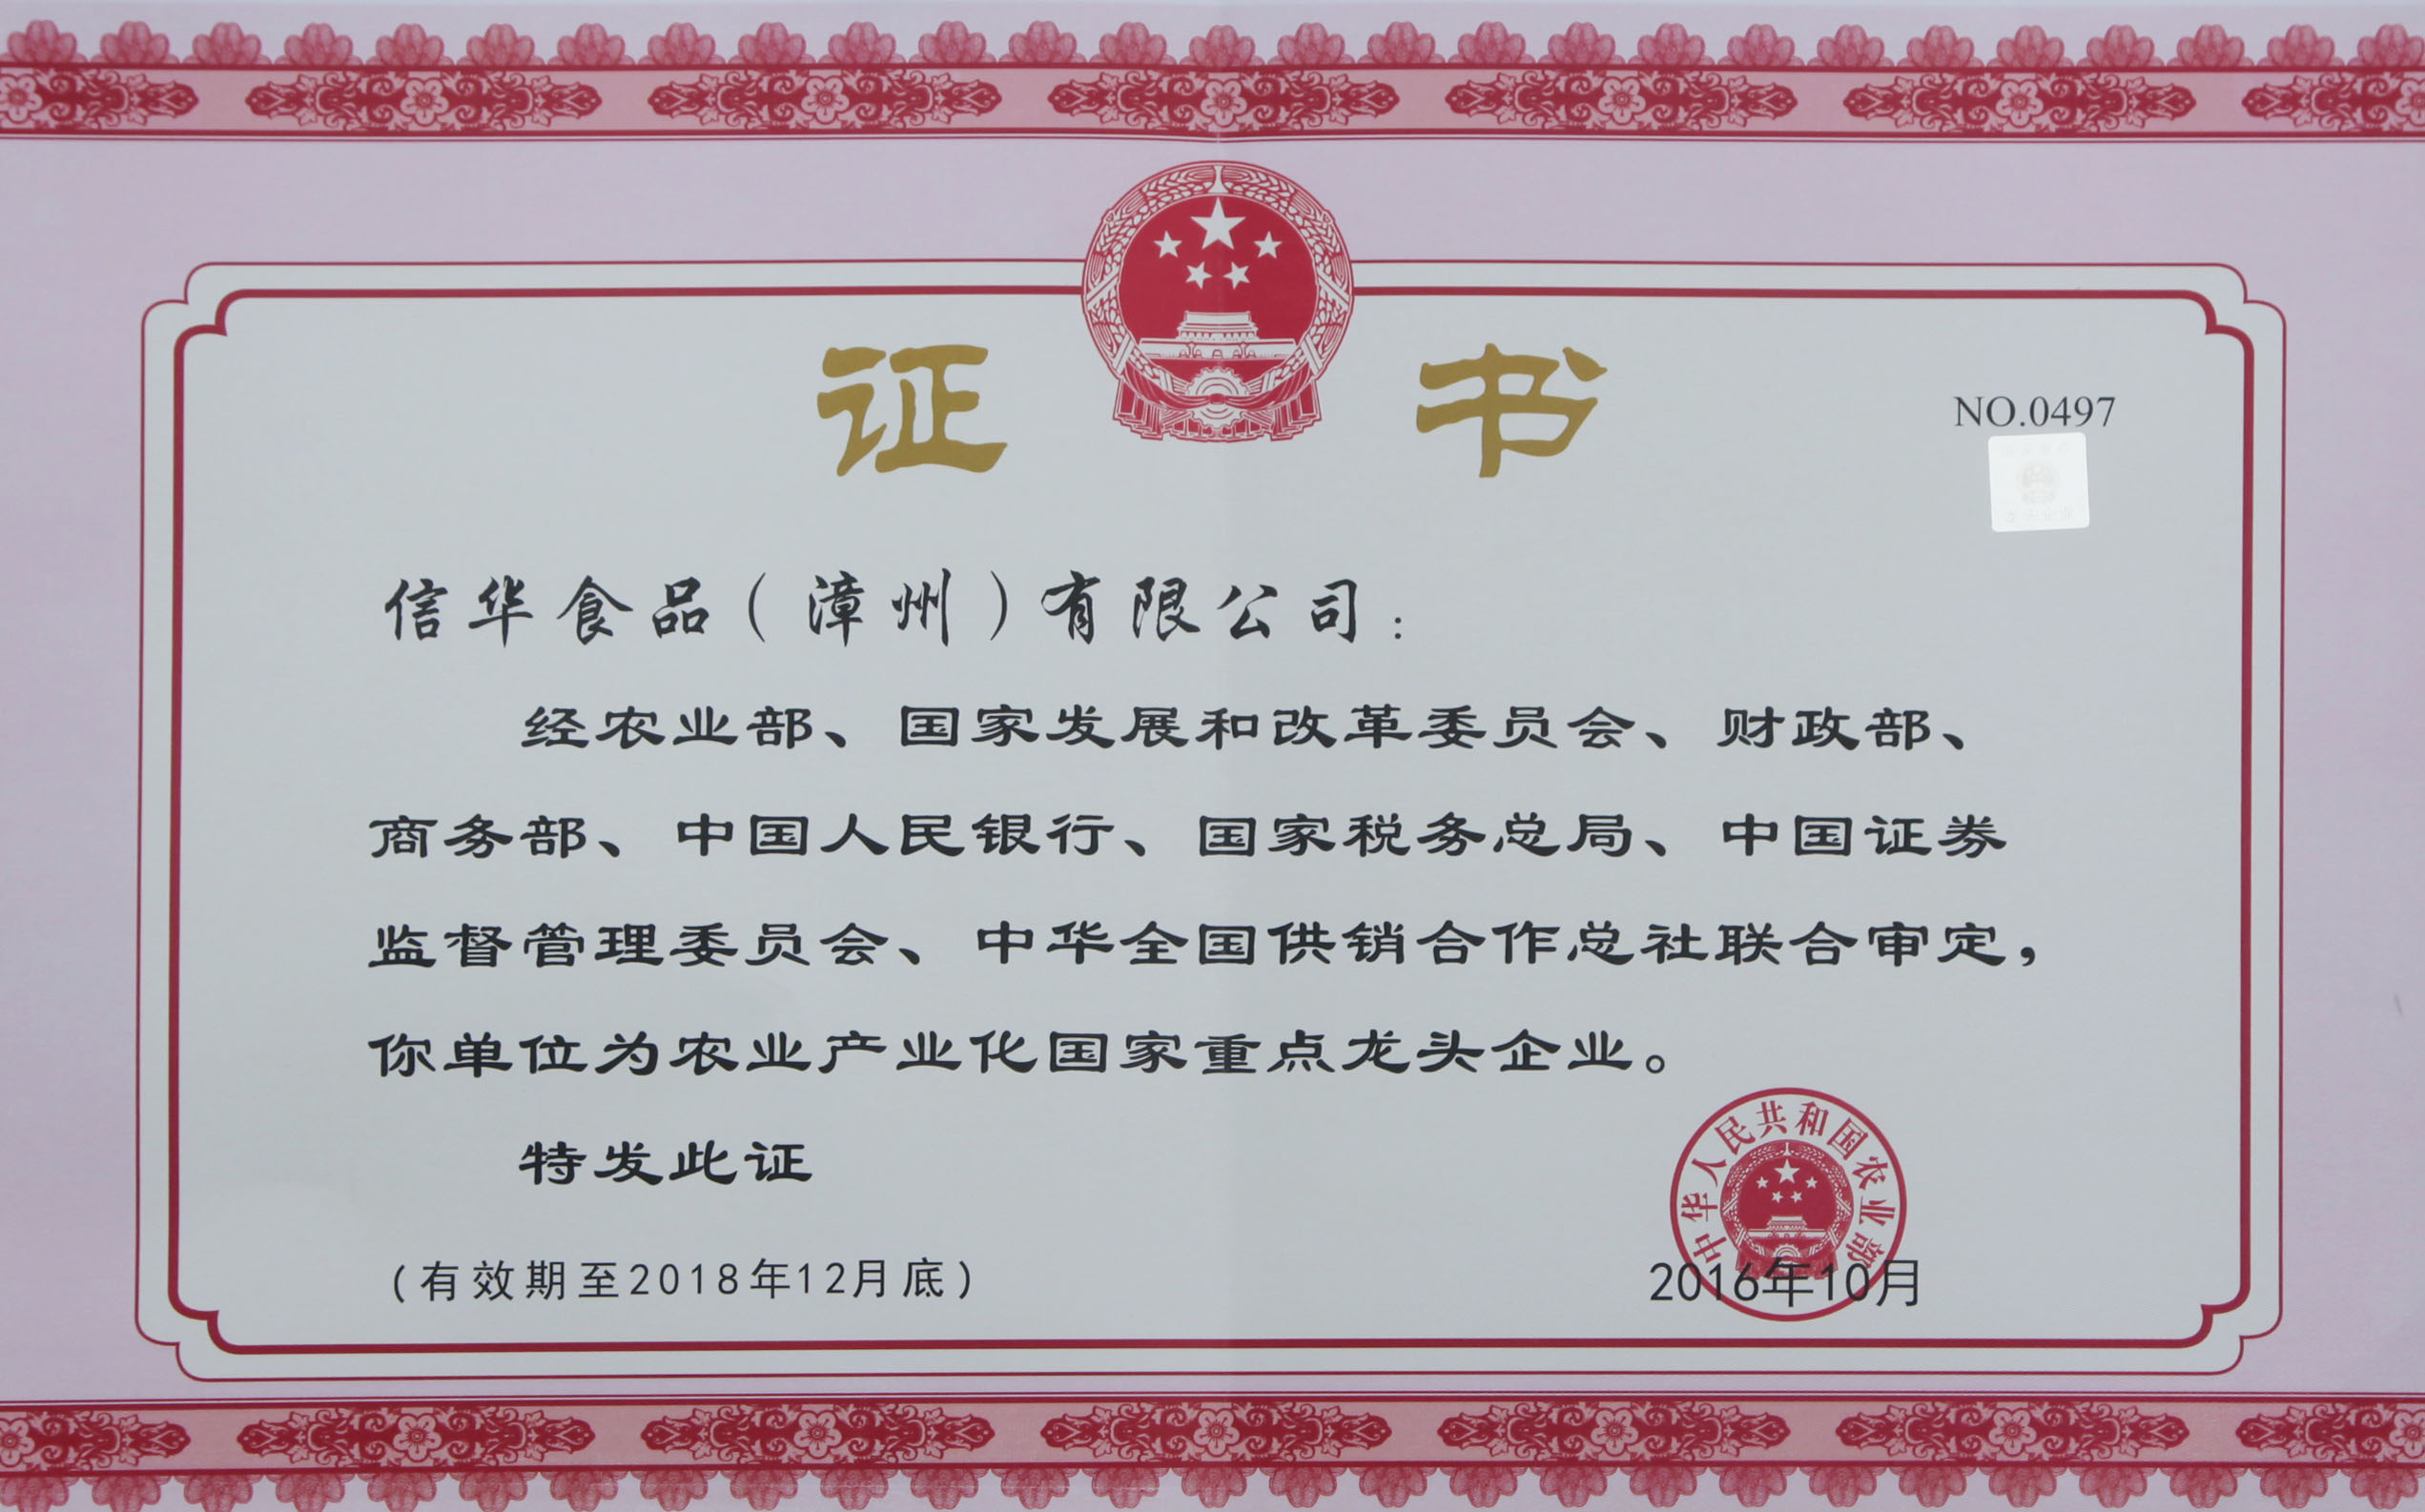 证 书
NO.0497
信华食品（漳州）有限公司：
经农业部、国家发展和改革委员会、财政部、
商务部、中国人民银行、国家税务总局、中国证券
监督管理委员会、中华全国供销合作总社联合审定，
你单位为农业产业化国家重点龙头企业。
特发此证
中华人民共和国农业部
(有效期至2018年12月底)
2016年10月